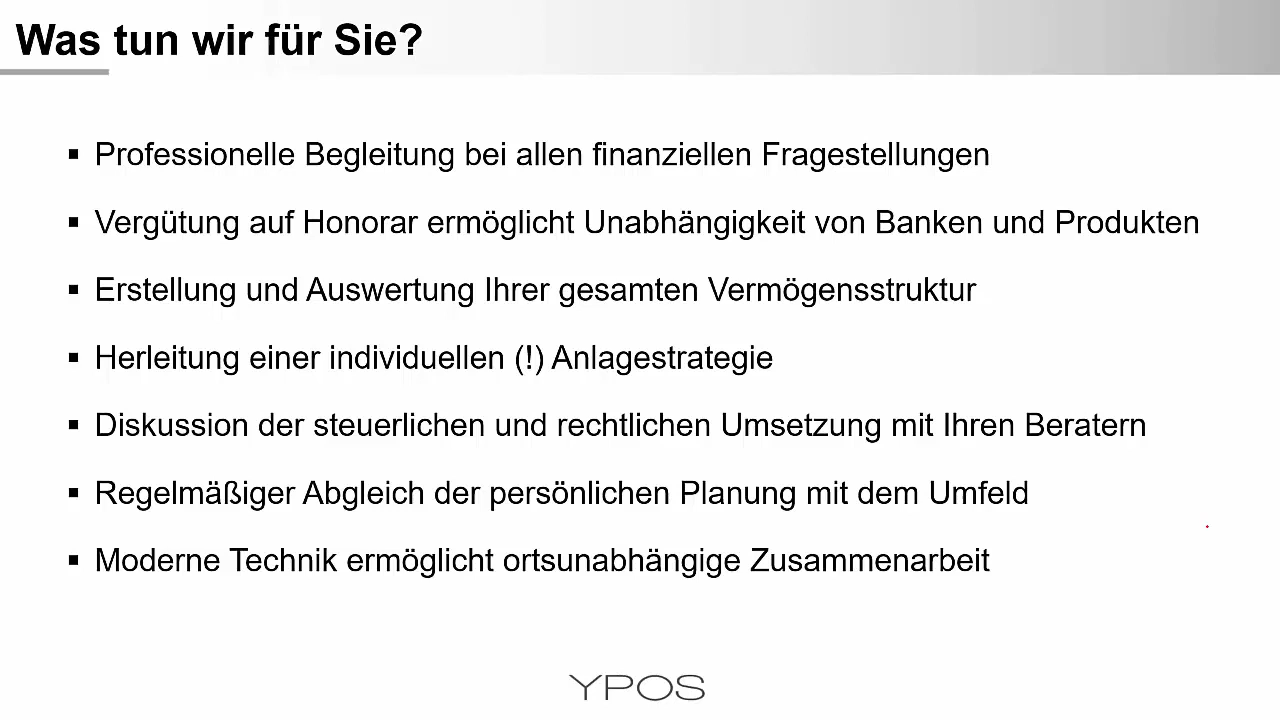 Was tun wir für Sie?
▪ Professionelle Begleitung bei allen finanziellen Fragestellungen
▪ Vergütung auf Honorar ermöglicht Unabhängigkeit von Banken und Produkten
▪ Erstellung und Auswertung Ihrer gesamten Vermögensstruktur
▪ Herleitung einer individuellen (!) Anlagestrategie
▪ Diskussion der steuerlichen und rechtlichen Umsetzung mit Ihren Beratern
▪ Regelmäßiger Abgleich der persönlichen Planung mit dem Umfeld
▪ Moderne Technik ermöglicht ortsunabhängige Zusammenarbeit
YPOS